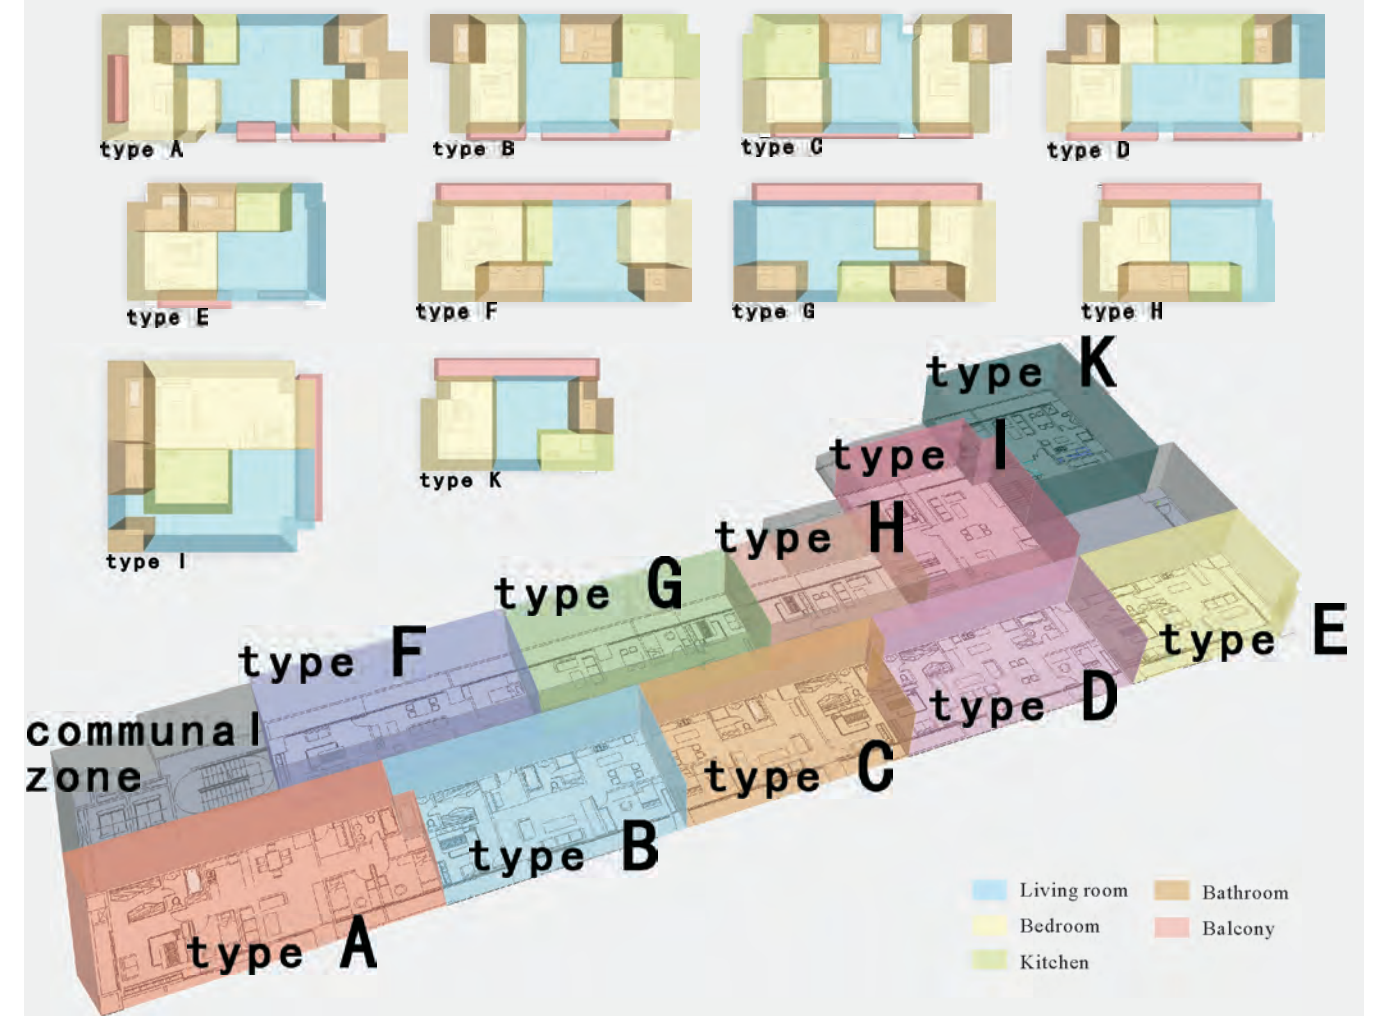 type A
type B
type C
type D
type E
type F
type G
type H
type I
type K
type K
type I
type H
type G
type F
communal
zone
type E
type D
type C
type B
type A
Living room
Bedroom
Kitchen
Bathroom
Balcony